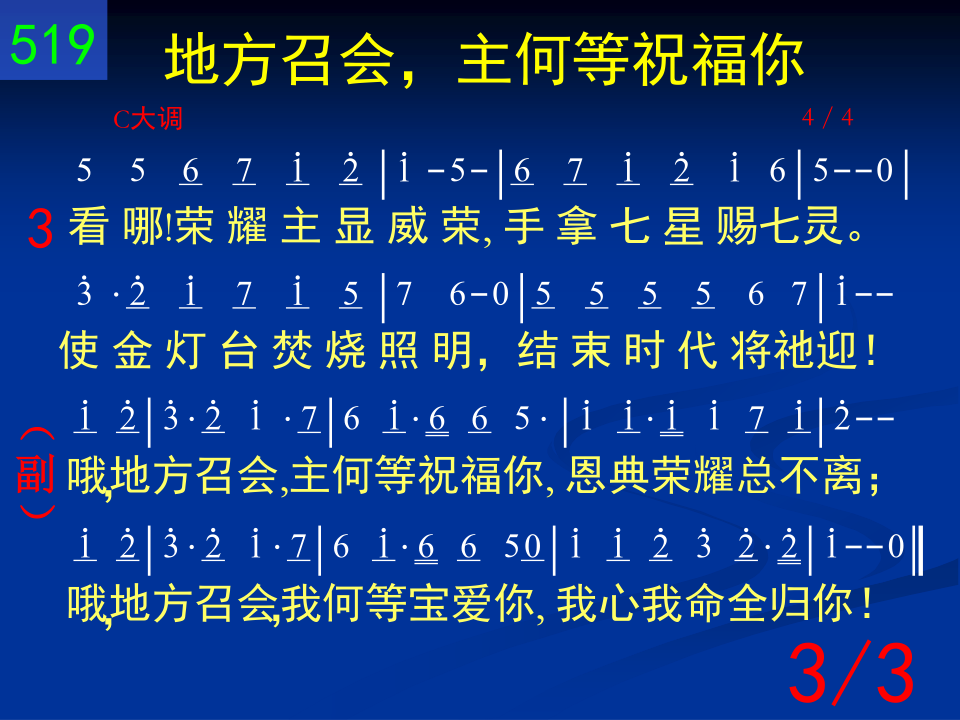 519
地方召会，主何等祝福你
C大调 4/4
5 5 6 7 i 2̇ | i - 5 - | 6 7 i 2̇ i 6 | 5 - - 0 |
3 看哪!荣耀主显威荣, 手拿七星赐七灵。
3̇ · 2̇ i 7 i 5 | 7 6 - 0 | 5 5 5 5 6 7 | i - -
使金灯台焚烧照明，结束时代将祂迎！
i 2̇ | 3̇ · 2̇ i · 7 | 6 i · 6 6 5 · | i i · i i 7 i | 2̇ - -
（副） 哦,地方召会,主何等祝福你, 恩典荣耀总不离；
i 2̇ | 3̇ · 2̇ i · 7 | 6 i · 6 6 5 0 | i i 2̇ 3̇ 2̇ · 2̇ | i - - 0 ‖
哦,地方召会,我何等宝爱你, 我心我命全归你！
3/3